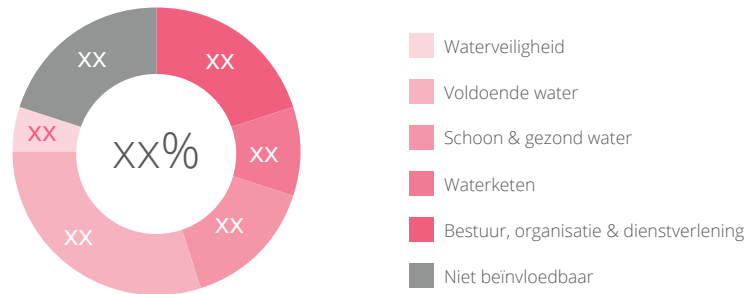 xx
xx
xx
xx
xx
xx
xx%
Waterveiligheid
Voldoende water
Schoon & gezond water
Waterketen
Bestuur, organisatie & dienstverlening
Niet beïnvloedbaar